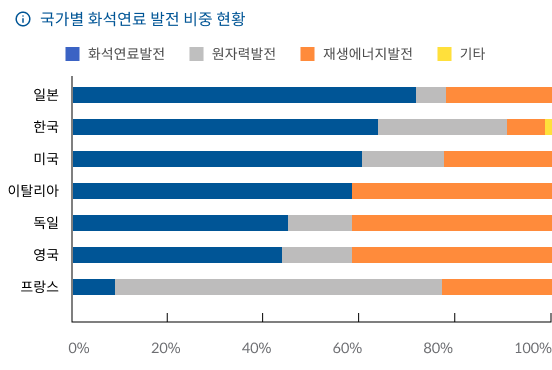 국가별 화석연료 발전 비중 현황
화석연료발전 원자력발전 재생에너지발전 기타
일본
한국
미국
이탈리아
독일
영국
프랑스
0% 20% 40% 60% 80% 100%